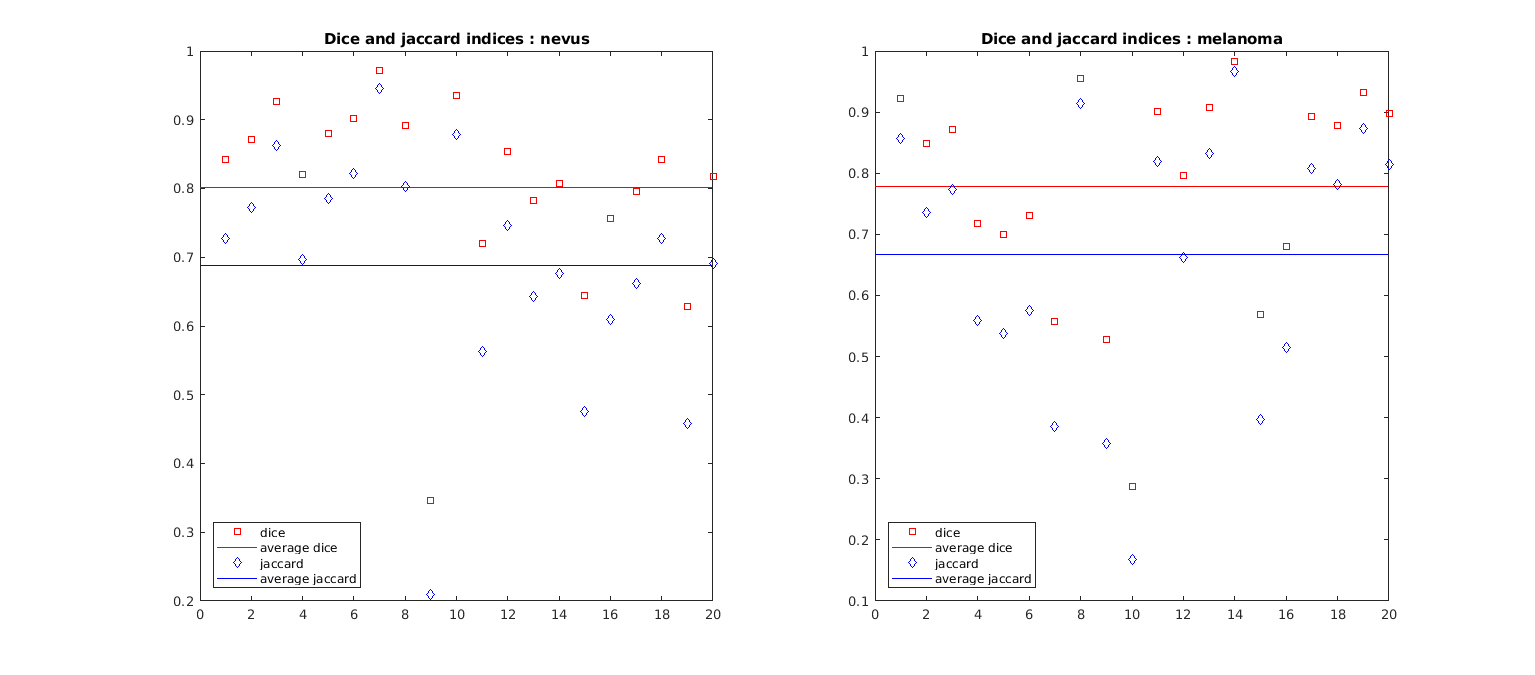 Dice and jaccard indices : nevus
1
0.9
0.8
0.7
0.6
0.5
0.4
0.3
0.2
0 2 4 6 8 10 12 14 16 18 20
dice
average dice
jaccard
average jaccard
Dice and jaccard indices : melanoma
1
0.9
0.8
0.7
0.6
0.5
0.4
0.3
0.2
0.1
0 2 4 6 8 10 12 14 16 18 20
dice
average dice
jaccard
average jaccard